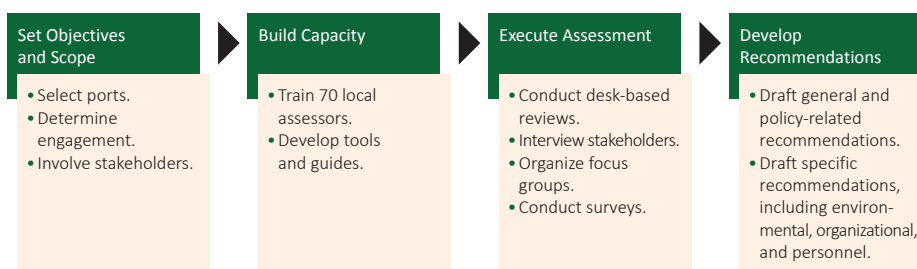 Set Objectives
and Scope
• Select ports.
• Determine
engagement.
• Involve stakeholders.
Build Capacity
• Train 70 local
assessors.
• Develop tools
and guides.
Execute Assessment
• Conduct desk-based
reviews.
• Interview stakeholders.
• Organize focus
groups.
• Conduct surveys.
Develop
Recommendations
• Draft general and
policy-related
recommendations.
• Draft specific
recommendations,
including environ-
mental, organizational,
and personnel.